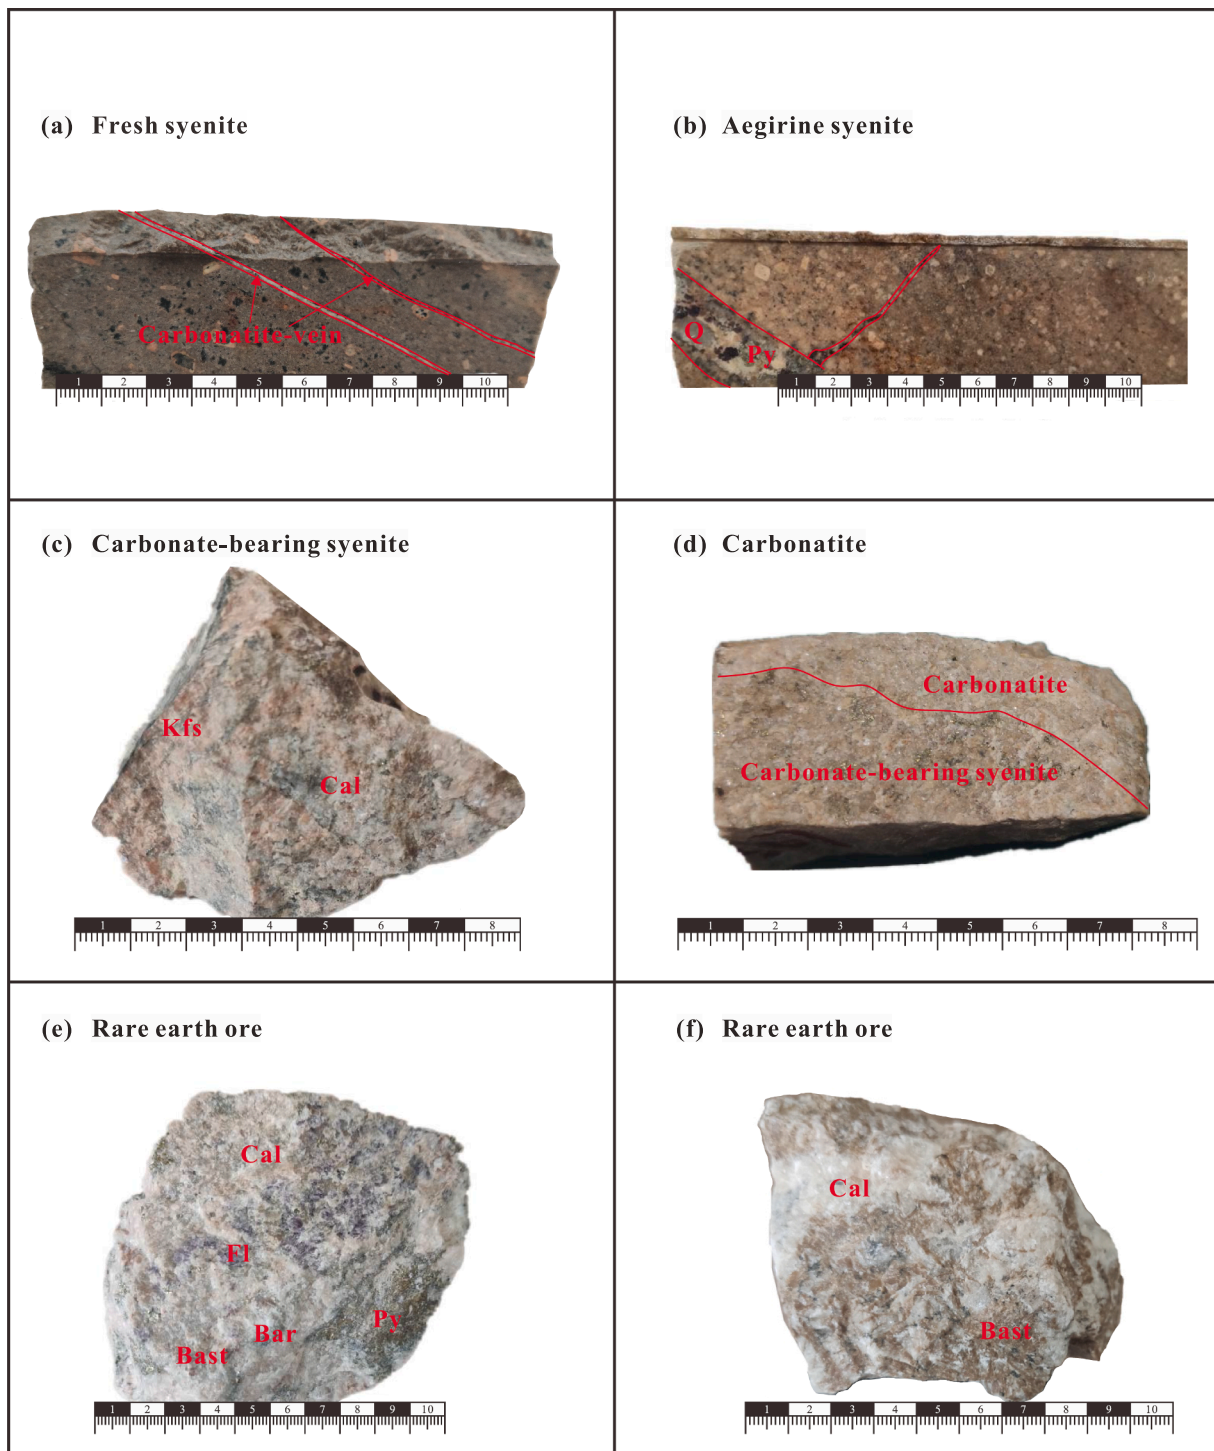 (a) Fresh syenite
Carbonatite-vein
1 2 3 4 5 6 7 8 9 10
(b) Aegirine syenite
Q
Py
1 2 3 4 5 6 7 8 9 10
(c) Carbonate-bearing syenite
Kfs
Cal
1 2 3 4 5 6 7 8
(d) Carbonatite
Carbonatite
Carbonate-bearing syenite
1 2 3 4 5 6 7 8
(e) Rare earth ore
Cal
Fl
Bar
Py
Bast
1 2 3 4 5 6 7 8 9 10
(f) Rare earth ore
Cal
Bast
1 2 3 4 5 6 7 8 9 10